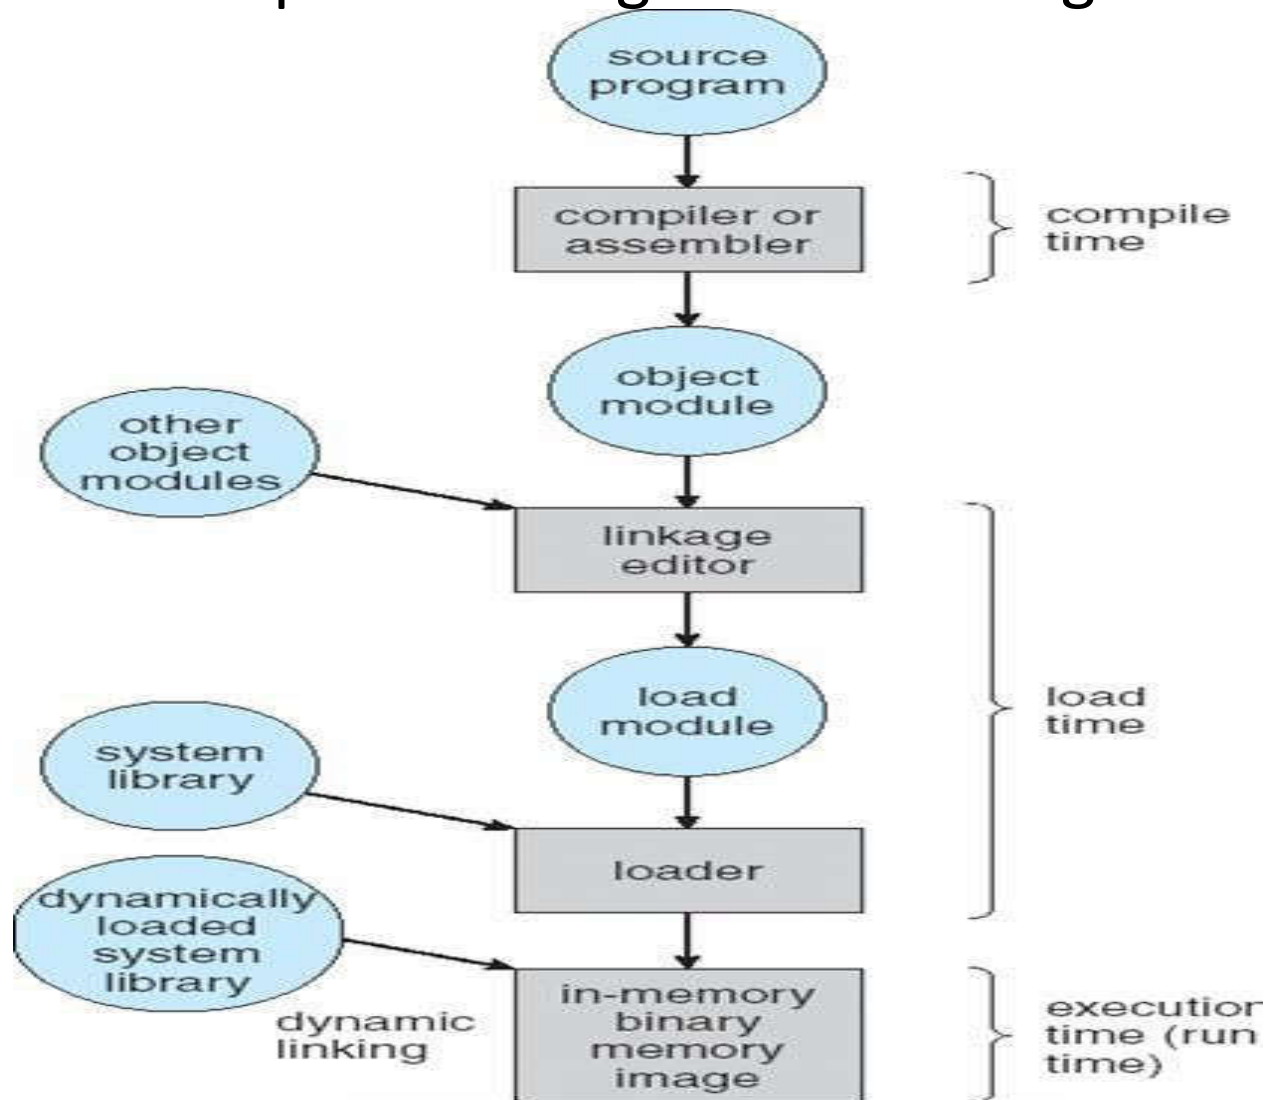 source
program
compiler or
assembler
compile
time
object
module
other
object
modules
linkage
editor
load
module
load
time
system
library
loader
dynamically
loaded
system
library
dynamic
linking
in-memory
binary
memory
image
execution
time (run
time)